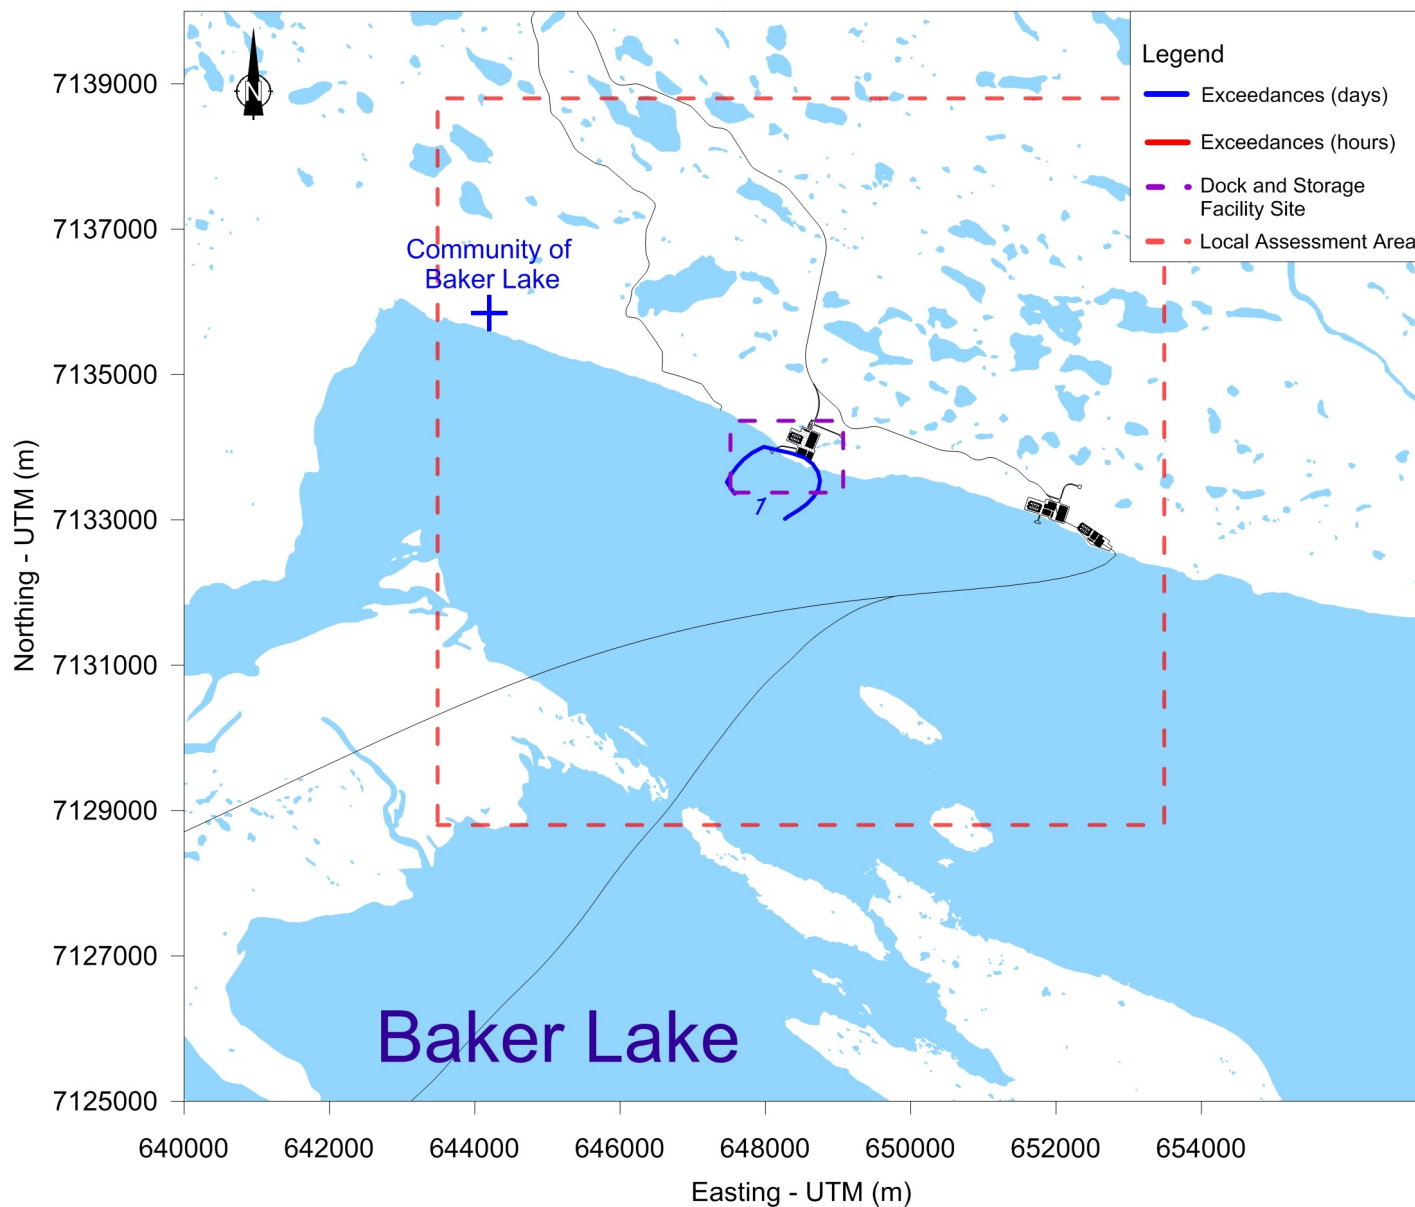 Legend
Exceedances (days)
Exceedances (hours)
Dock and Storage
Facility Site
Local Assessment Area
N
7139000
7137000
7135000
7133000
7131000
7129000
7127000
7125000
Northing - UTM (m)
Community of
Baker Lake
1
Baker Lake
640000 642000 644000 646000 648000 650000 652000 654000
Easting - UTM (m)